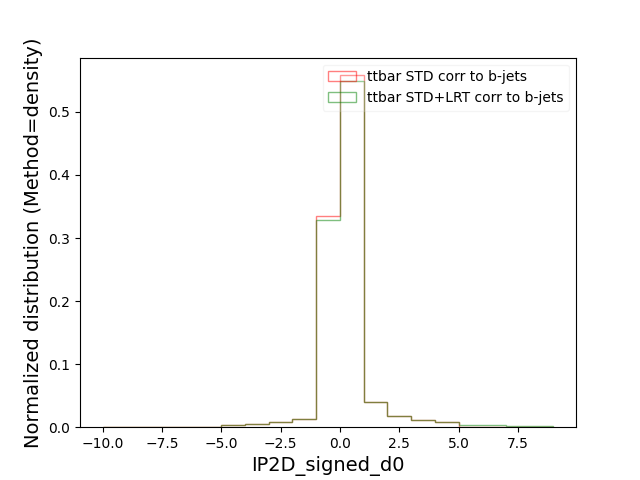 ttbar STD corr to b-jets
ttbar STD+LRT corr to b-jets
Normalized distribution (Method=density)
0.5
0.4
0.3
0.2
0.1
0.0
−10.0 −7.5 −5.0 −2.5 0.0 2.5 5.0 7.5
IP2D_signed_d0